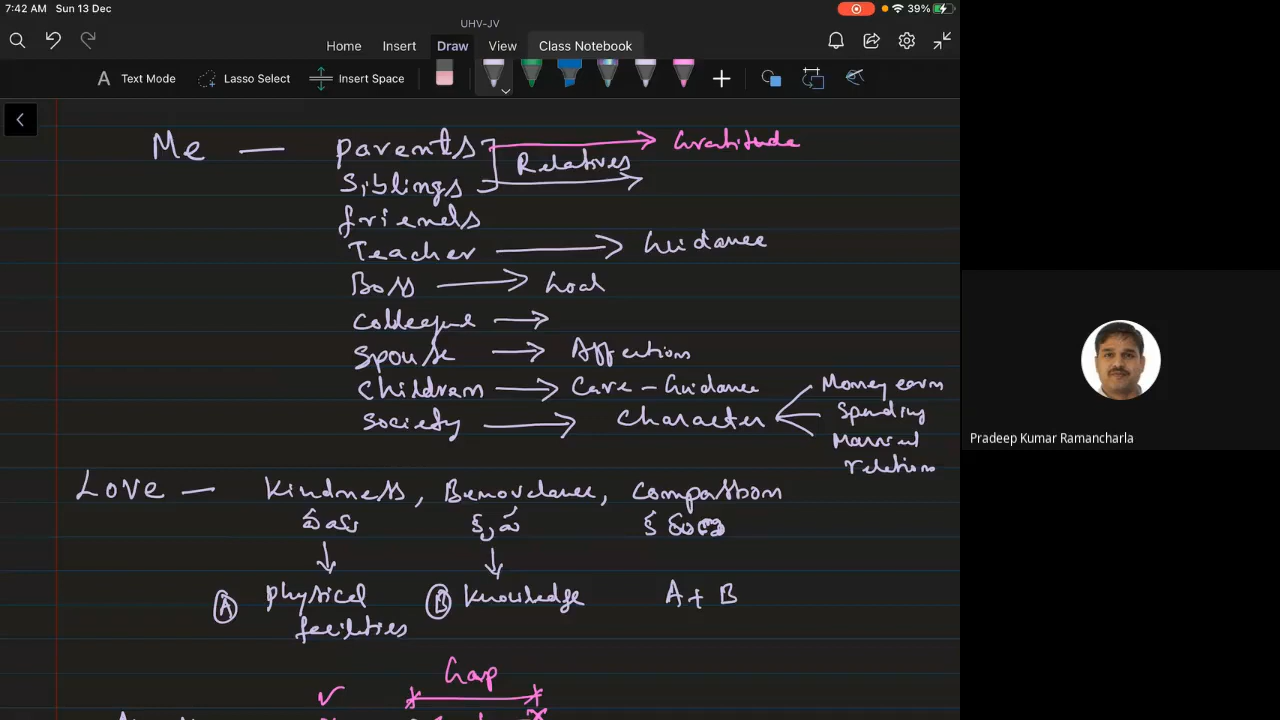 7:42 AM Sun 13 Dec
39%
UHV-JV
Home Insert Draw View Class Notebook
Text Mode Lasso Select Insert Space
Me — parents → Gratitude
Siblings Relatives →
friends
Teacher → Guidance
Boss → Goal
Colleague →
Spouse → Affection
Children → Care - Guidance Money earn
Society → Character Spending
Married
relation
Pradeep Kumar Ramancharla
Love — Kindness, Benevolence, Compassion
దయ కృప కరుణ
Ⓐ physical Ⓑ Knowledge A + B
facilities
Gap